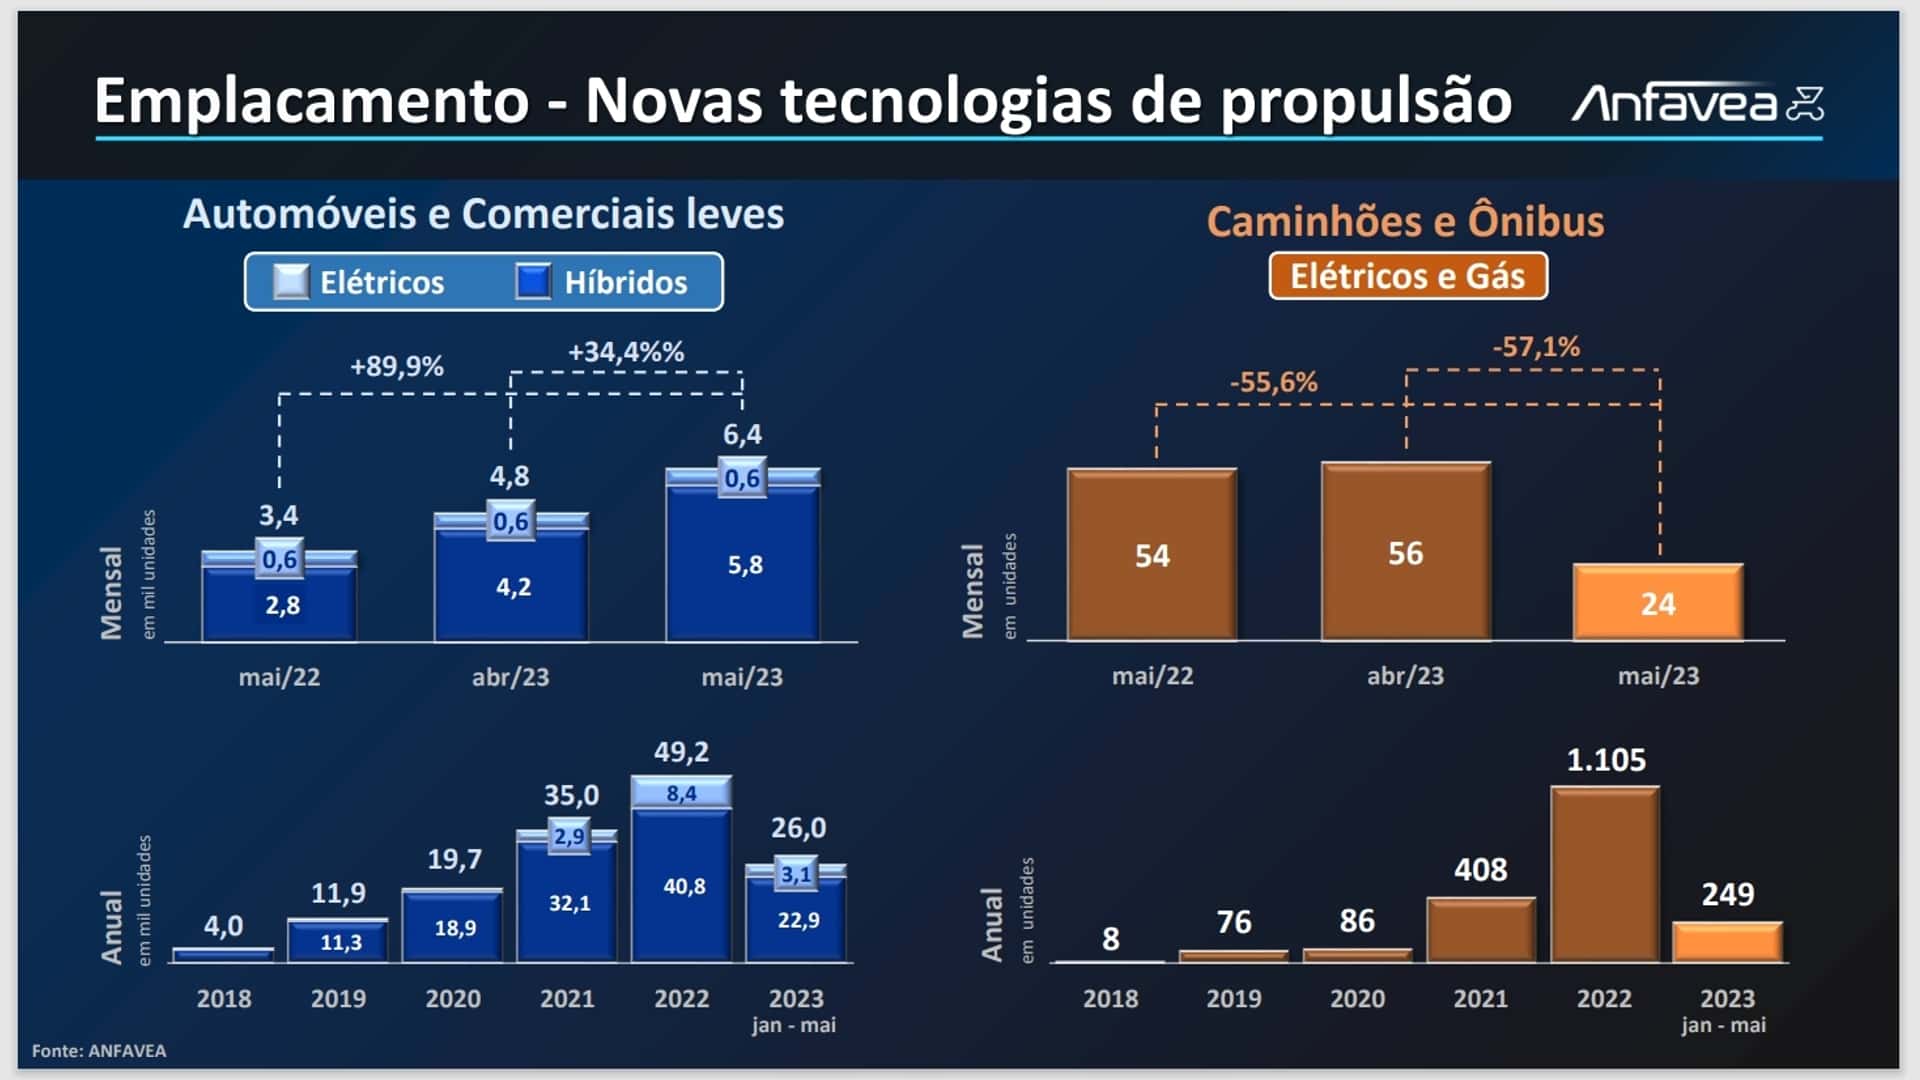 Emplacamento - Novas tecnologias de propulsão
Anfavea
Automóveis e Comerciais leves
Elétricos
Híbridos
+89,9%
+34,4%%
3,4
4,8
6,4
0,6
0,6
0,6
2,8
4,2
5,8
Mensal
em mil unidades
mai/22
abr/23
mai/23
4,0
11,9
19,7
35,0
49,2
26,0
2,9
8,4
3,1
11,3
18,9
32,1
40,8
22,9
Anual
em mil unidades
2018
2019
2020
2021
2022
2023
jan - mai
Caminhões e Ônibus
Elétricos e Gás
-55,6%
-57,1%
54
56
24
Mensal
em unidades
mai/22
abr/23
mai/23
8
76
86
408
1.105
249
Anual
em unidades
2018
2019
2020
2021
2022
2023
jan - mai
Fonte: ANFAVEA